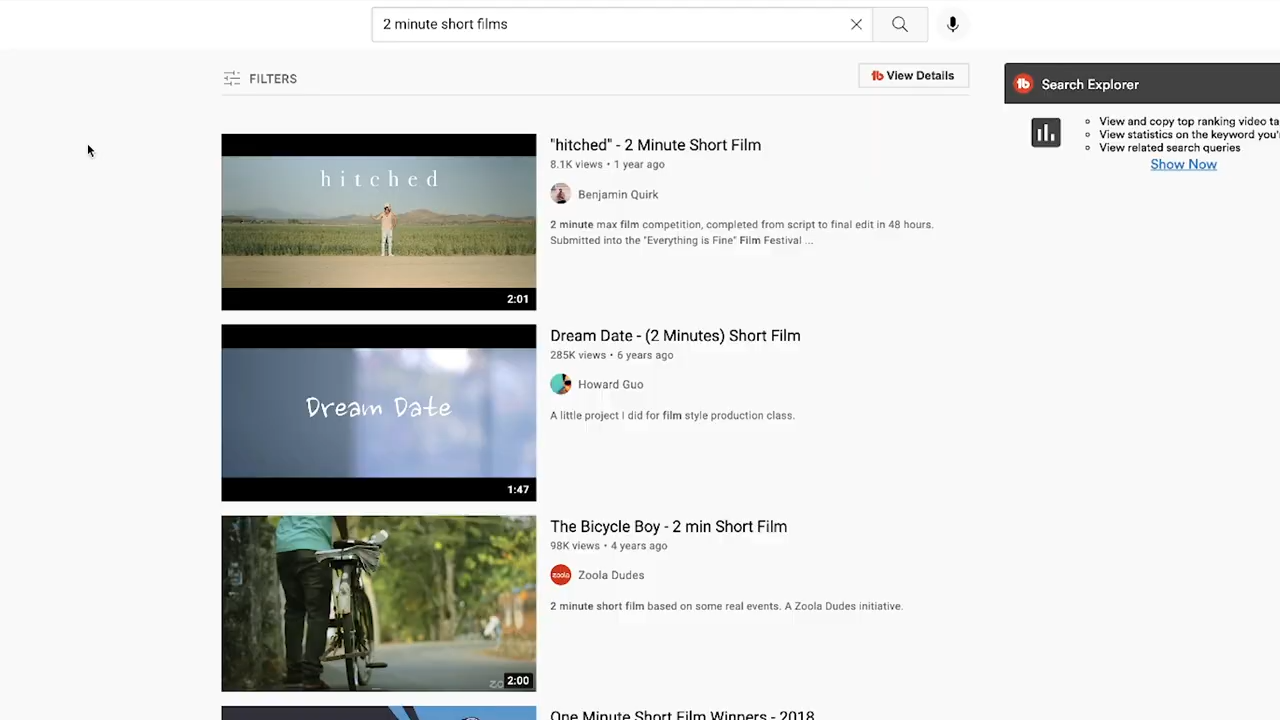 2 minute short films
FILTERS
View Details
Search Explorer
View and copy top ranking video ta
View statistics on the keyword you'
View related search queries
Show Now
hitched
2:01
"hitched" - 2 Minute Short Film
8.1K views • 1 year ago
Benjamin Quirk
2 minute max film competition, completed from script to final edit in 48 hours.
Submitted into the "Everything is Fine" Film Festival ...
Dream Date
1:47
Dream Date - (2 Minutes) Short Film
285K views • 6 years ago
Howard Guo
A little project I did for film style production class.
2:00
The Bicycle Boy - 2 min Short Film
98K views • 4 years ago
zoola
Zoola Dudes
2 minute short film based on some real events. A Zoola Dudes initiative.
One Minute Short Film Winners - 2018